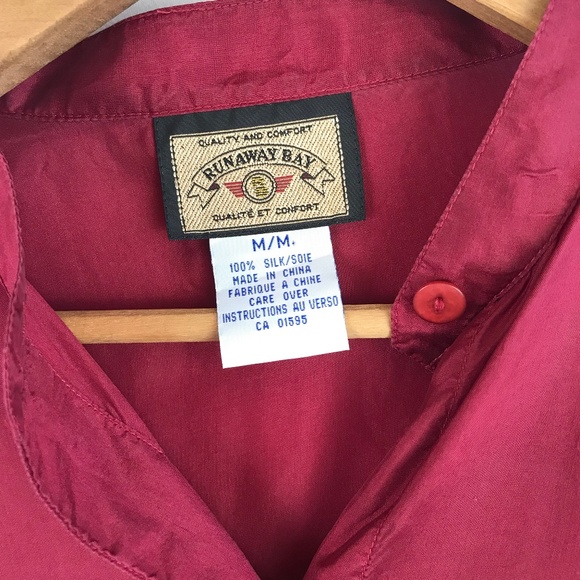 QUALITY AND COMFORT
RUNAWAY BAY
QUALITÉ ET CONFORT
M/M.
100% SILK/SOIE
MADE IN CHINA
FABRIQUE A CHINE
CARE OVER
INSTRUCTIONS AU VERSO
CA 01595